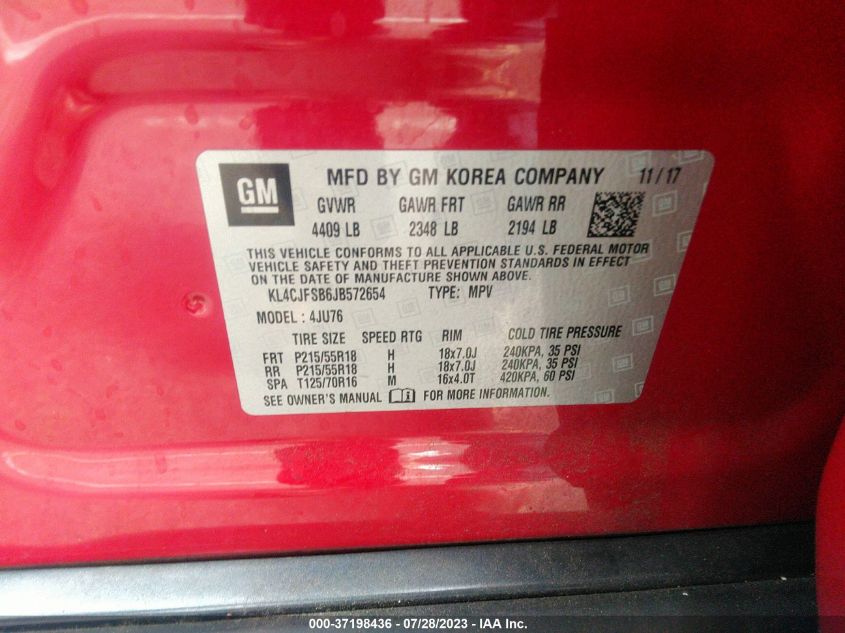 GM
MFD BY GM KOREA COMPANY 11/17
GVWR GAWR FRT GAWR RR
4409 LB 2348 LB 2194 LB
THIS VEHICLE CONFORMS TO ALL APPLICABLE U.S. FEDERAL MOTOR
VEHICLE SAFETY AND THEFT PREVENTION STANDARDS IN EFFECT
ON THE DATE OF MANUFACTURE SHOWN ABOVE.
KL4CJFSB6JB572654 TYPE: MPV
MODEL : 4JU76
TIRE SIZE SPEED RTG RIM COLD TIRE PRESSURE
FRT P215/55R18 H 18x7.0J 240KPA, 35 PSI
RR P215/55R18 H 18x7.0J 240KPA, 35 PSI
SPA T125/70R16 M 16x4.0T 420KPA, 60 PSI
SEE OWNER'S MANUAL FOR MORE INFORMATION.
000-37198436 - 07/28/2023 - IAA Inc.